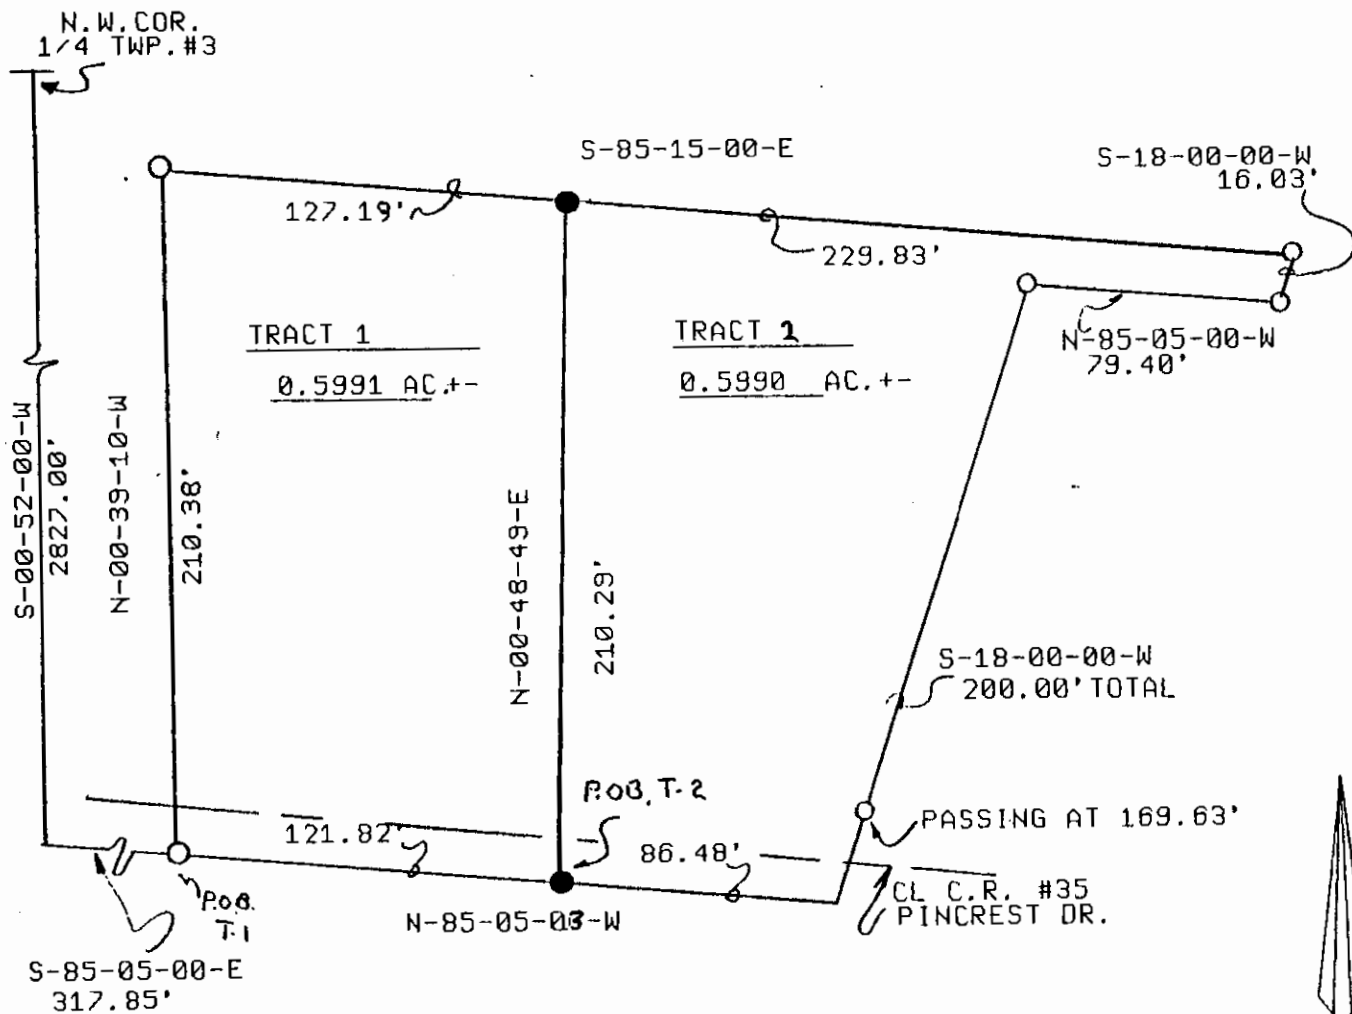 N.W.COR.
1/4 TWP.#3
S-85-15-00-E
S-18-00-00-W
16.03'
127.19'
229.83'
N-85-05-00-W
79.40'
TRACT 1
0.5991 AC.+-
TRACT 2
0.5990 AC.+-
S-00-52-00-W
2827.00'
N-00-39-10-W
210.38'
N-00-48-49-E
210.29'
S-18-00-00-W
200.00' TOTAL
P.O.B. T-2
PASSING AT 169.63'
121.82'
86.48'
CL C.R. #35
PINCREST DR.
P.O.B.
T.1
N-85-05-03-W
S-85-05-00-E
317.85'